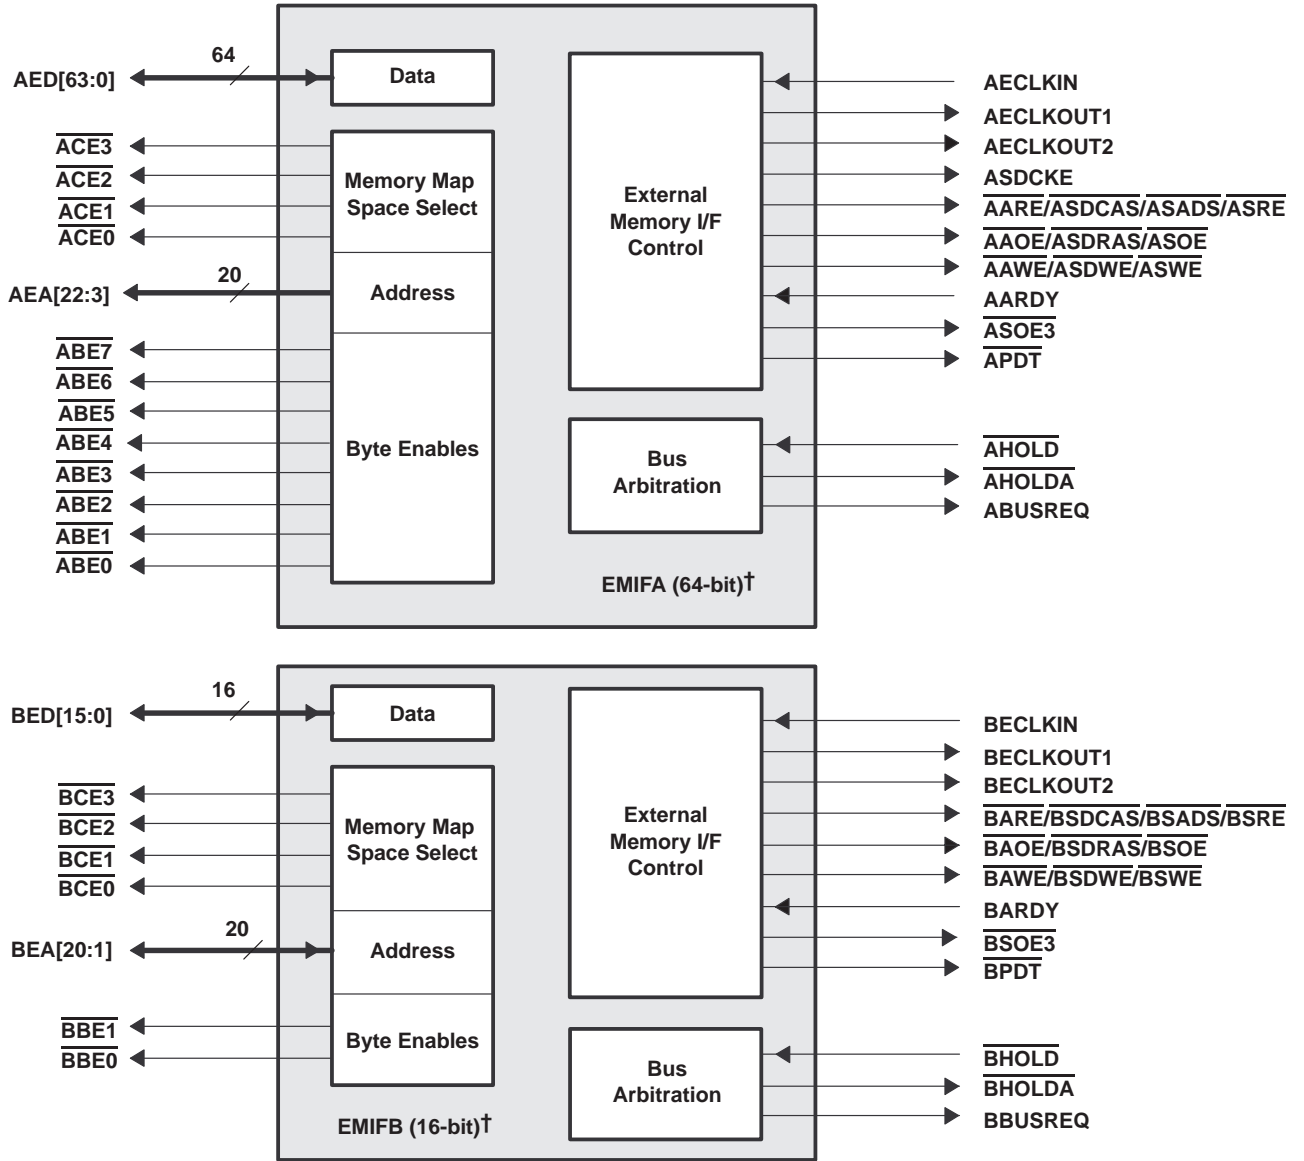 64
AED[63:0]
Data
ACE3
ACE2
ACE1
ACE0
Memory Map
Space Select
20
AEA[22:3]
Address
ABE7
ABE6
ABE5
ABE4
ABE3
ABE2
ABE1
ABE0
Byte Enables
External
Memory I/F
Control
AECLKIN
AECLKOUT1
AECLKOUT2
ASDCKE
AARE/ASDCAS/ASADS/ASRE
AAOE/ASDRAS/ASOE
AAWE/ASDWE/ASWE
AARDY
ASOE3
APDT
Bus
Arbitration
AHOLD
AHOLDA
ABUSREQ
EMIFA (64-bit)†
16
BED[15:0]
Data
BCE3
BCE2
BCE1
BCE0
Memory Map
Space Select
20
BEA[20:1]
Address
BBE1
BBE0
Byte Enables
External
Memory I/F
Control
BECLKIN
BECLKOUT1
BECLKOUT2
BARE/BSDCAS/BSADS/BSRE
BAOE/BSDRAS/BSOE
BAWE/BSDWE/BSWE
BARDY
BSOE3
BPDT
Bus
Arbitration
BHOLD
BHOLDA
BBUSREQ
EMIFB (16-bit)†